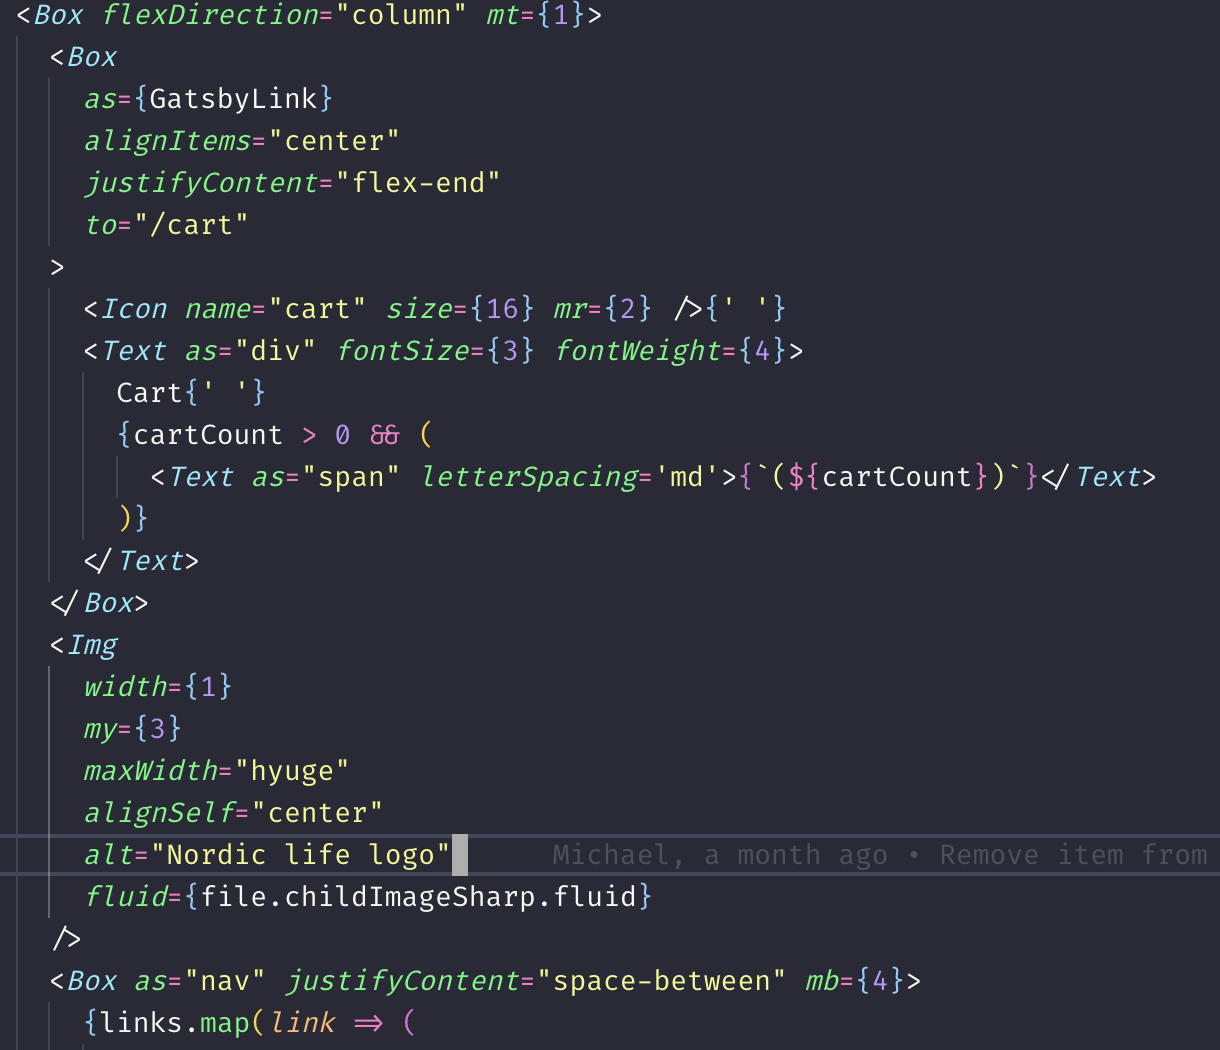 <Box flexDirection="column" mt={1}>
<Box
as={GatsbyLink}
alignItems="center"
justifyContent="flex-end"
to="/cart"
>
<Icon name="cart" size={16} mr={2} />{' '}
<Text as="div" fontSize={3} fontWeight={4}>
Cart{' '}
{cartCount > 0 && (
<Text as="span" letterSpacing='md'>{`(${cartCount})`}</Text>
)}
</Text>
</Box>
<Img
width={1}
my={3}
maxWidth="hyuge"
alignSelf="center"
alt="Nordic life logo" Michael, a month ago • Remove item from
fluid={file.childImageSharp.fluid}
/>
<Box as="nav" justifyContent="space-between" mb={4}>
{links.map(link => (